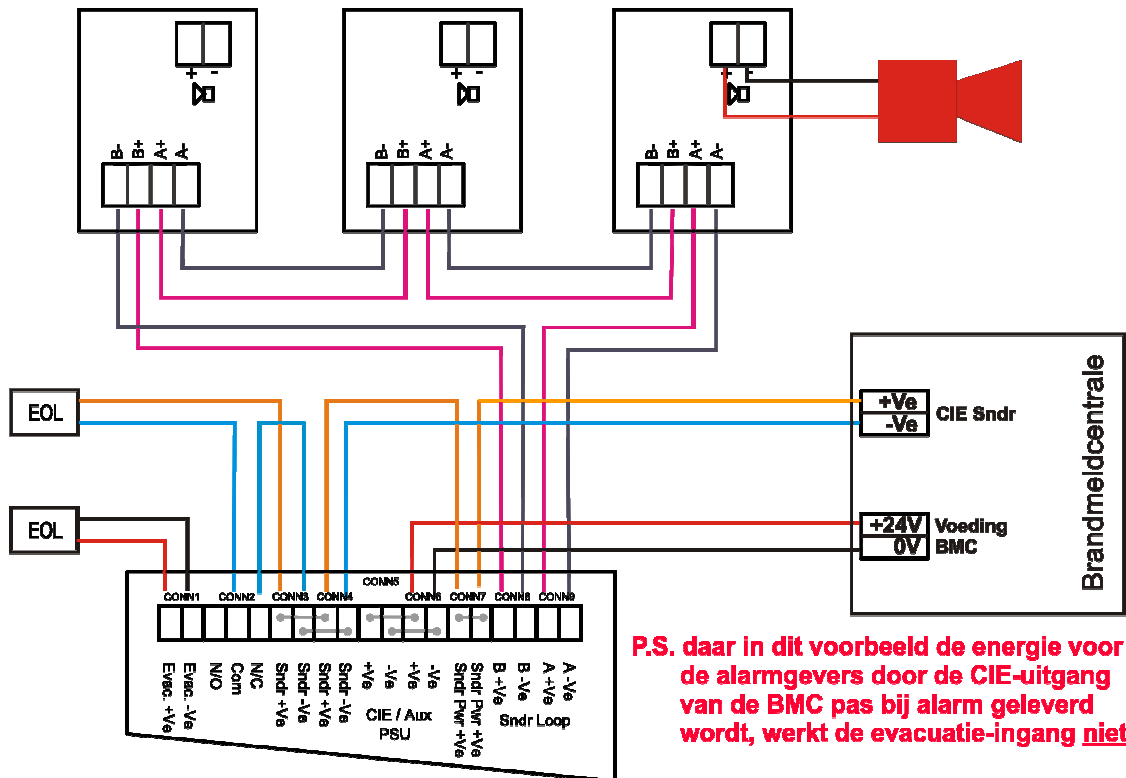 + -
+ -
+ -
B- B+ A+ A-
B- B+ A+ A-
B- B+ A+ A-
EOL
EOL
+Ve
-Ve
CIE Sndr
+24V
0V
Voeding
BMC
Brandmeldcentrale
CONN5
CONN1 CONN2 CONN3 CONN4 CONN6 CONN7 CONN8 CONN9
Evac. +Ve
Evac. -Ve
N/O
Com
N/C
Sndr +Ve
Sndr -Ve
Sndr +Ve
Sndr -Ve
+Ve
-Ve
+Ve
-Ve
CIE / Aux
PSU
Sndr Pwr +Ve
Sndr Pwr +Ve
B +Ve
B -Ve
A +Ve
A -Ve
Sndr Loop
P.S. daar in dit voorbeeld de energie voor
de alarmgevers door de CIE-uitgang
van de BMC pas bij alarm geleverd
wordt, werkt de evacuatie-ingang niet